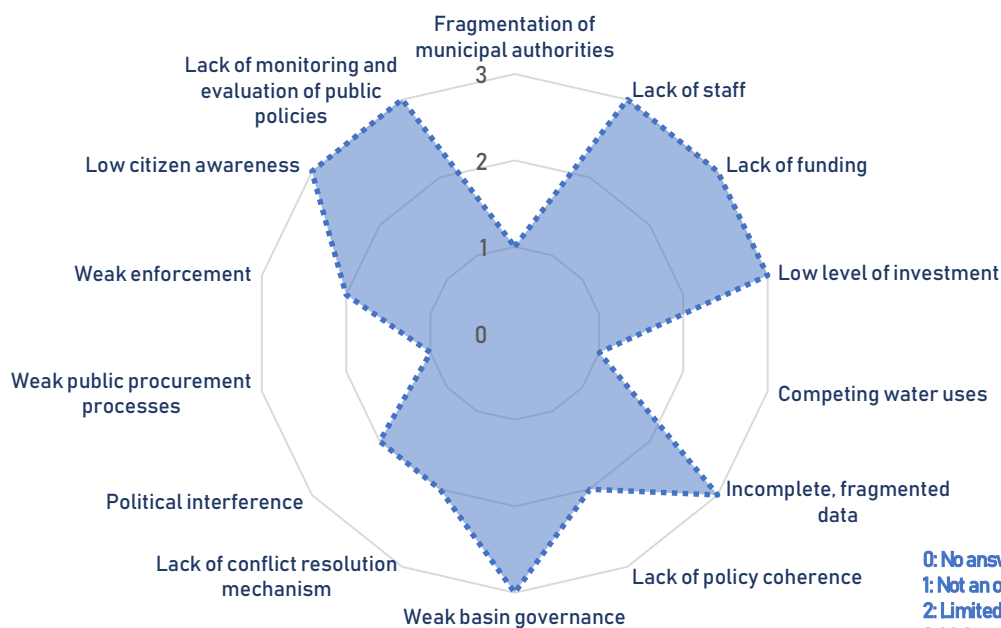 Fragmentation of
municipal authorities
Lack of staff
Lack of funding
Low level of investment
Competing water uses
Incomplete, fragmented
data
Lack of policy coherence
Weak basin governance
Lack of conflict resolution
mechanism
Political interference
Weak public procurement
processes
Weak enforcement
Low citizen awareness
Lack of monitoring and
evaluation of public
policies
3
2
1
0
0: No answ
1: Not an o
2: Limited